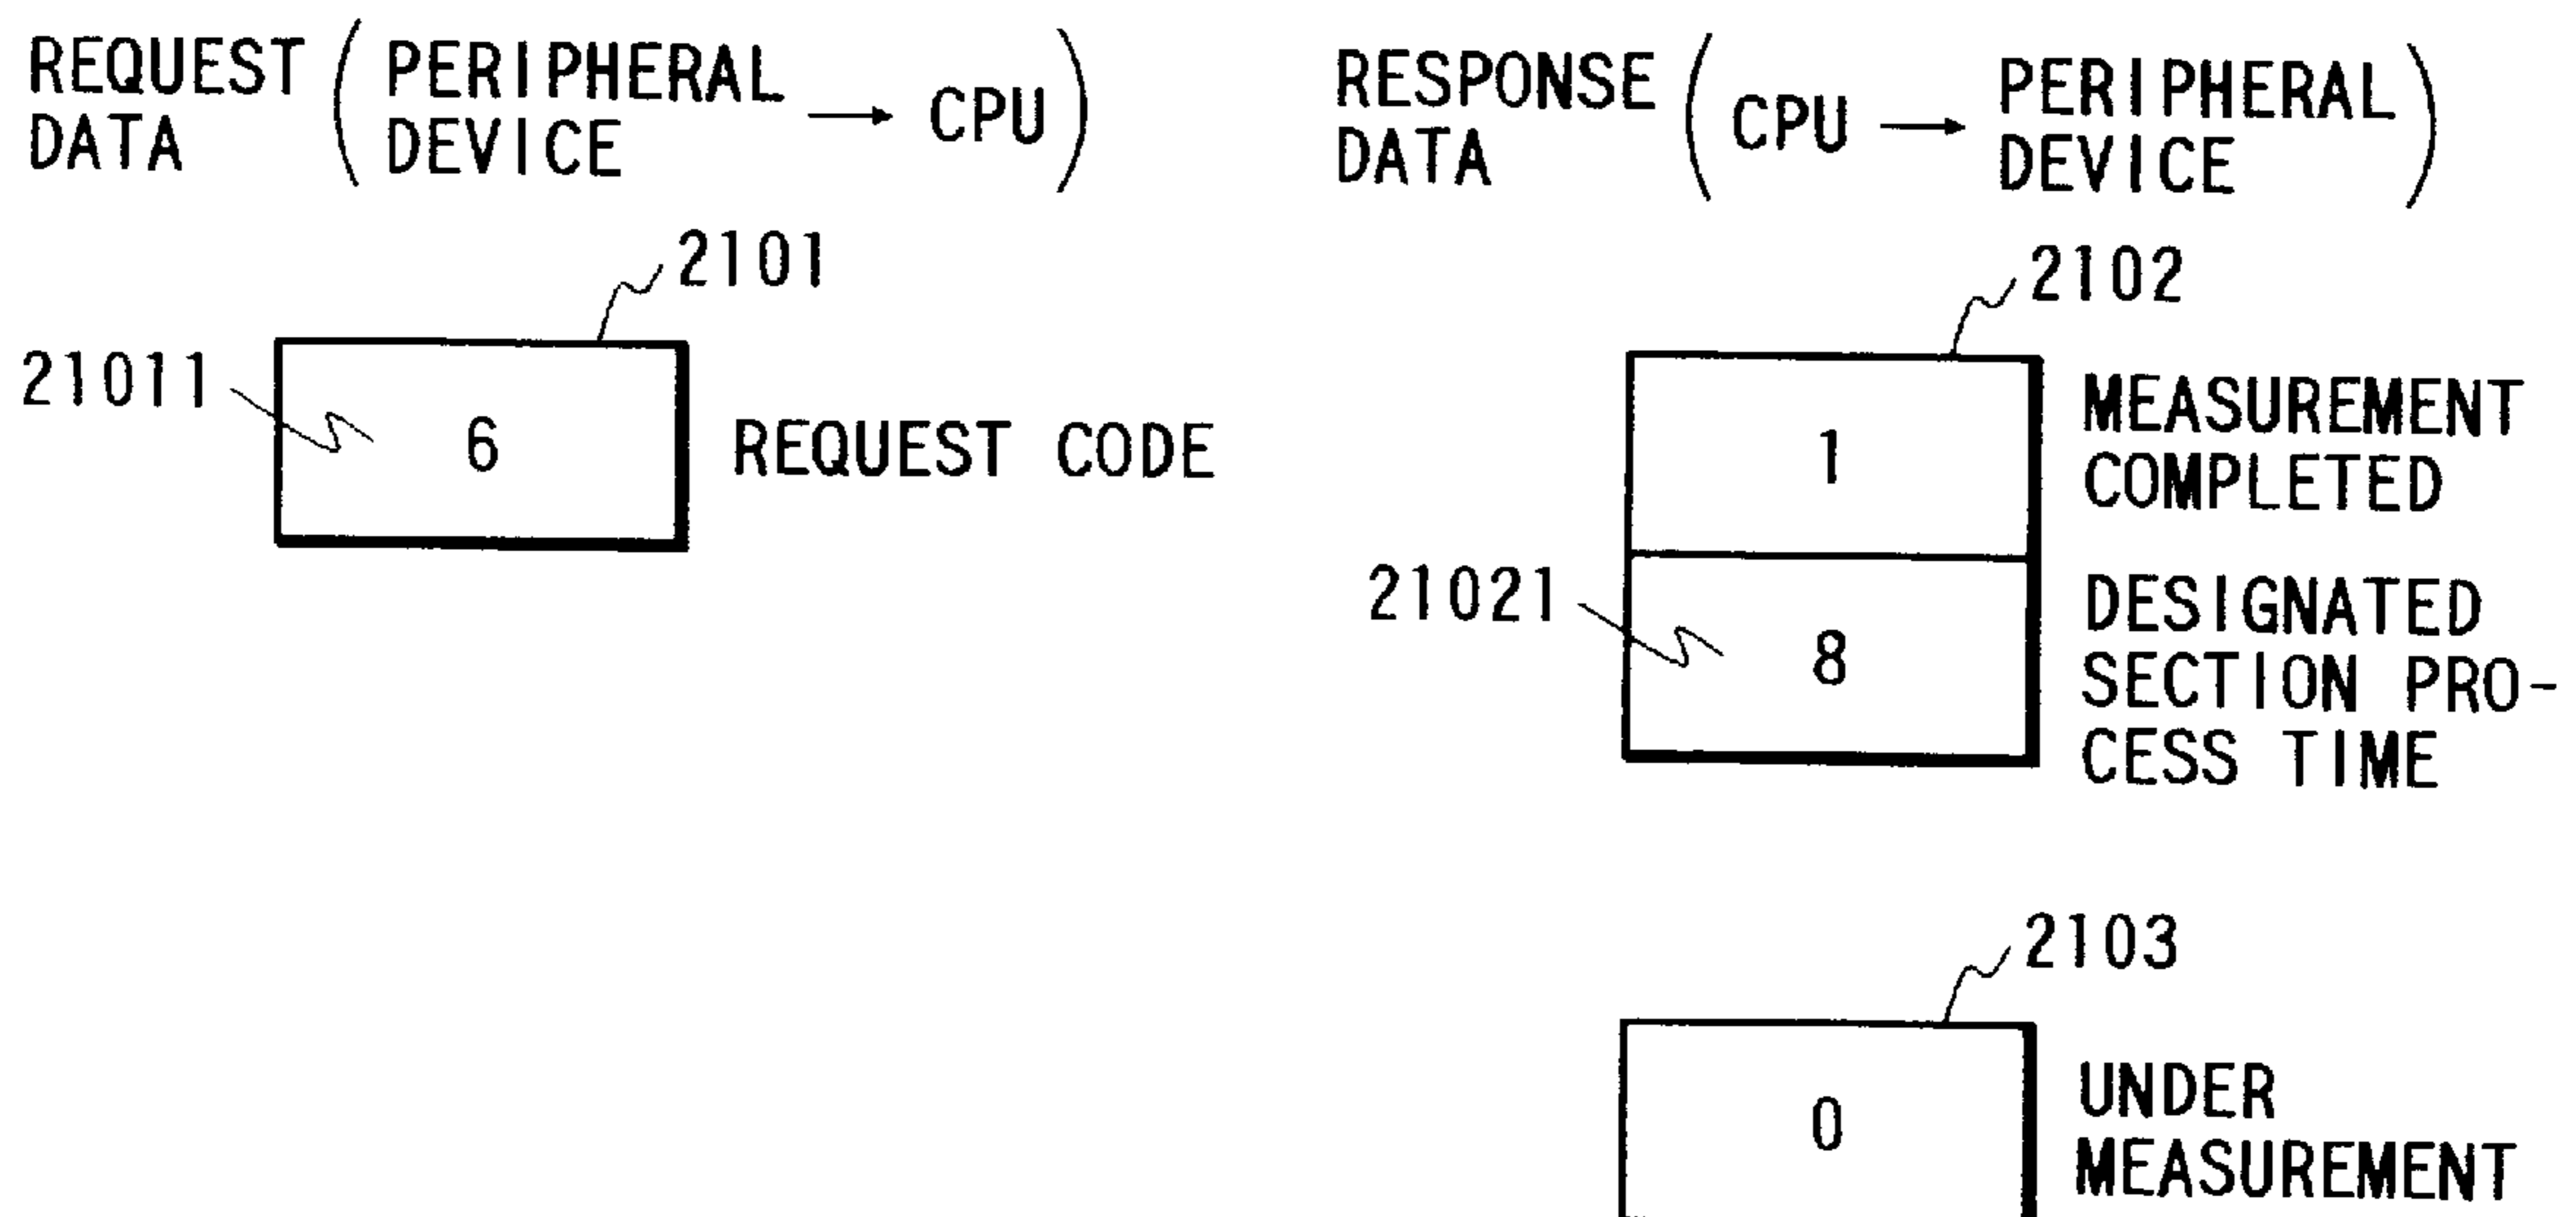 REQUEST DATA ( PERIPHERAL DEVICE → CPU )
2101
21011
6
REQUEST CODE
RESPONSE DATA ( CPU → PERIPHERAL DEVICE )
2102
1
MEASUREMENT
COMPLETED
21021
8
DESIGNATED
SECTION PRO-
CESS TIME
2103
0
UNDER
MEASUREMENT